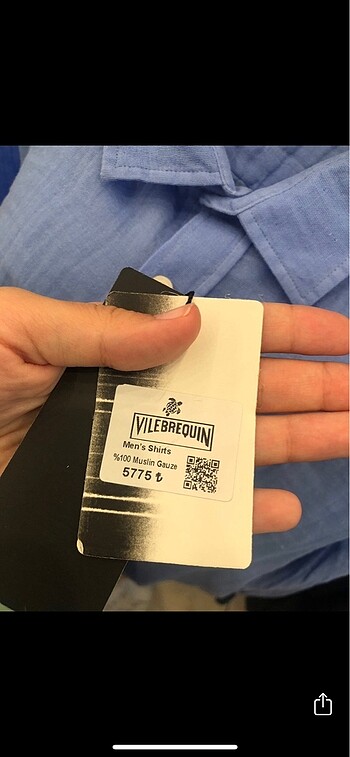 VILEBREQUIN
Men's Shirts
%100 Muslin Gauze
5775 ₺